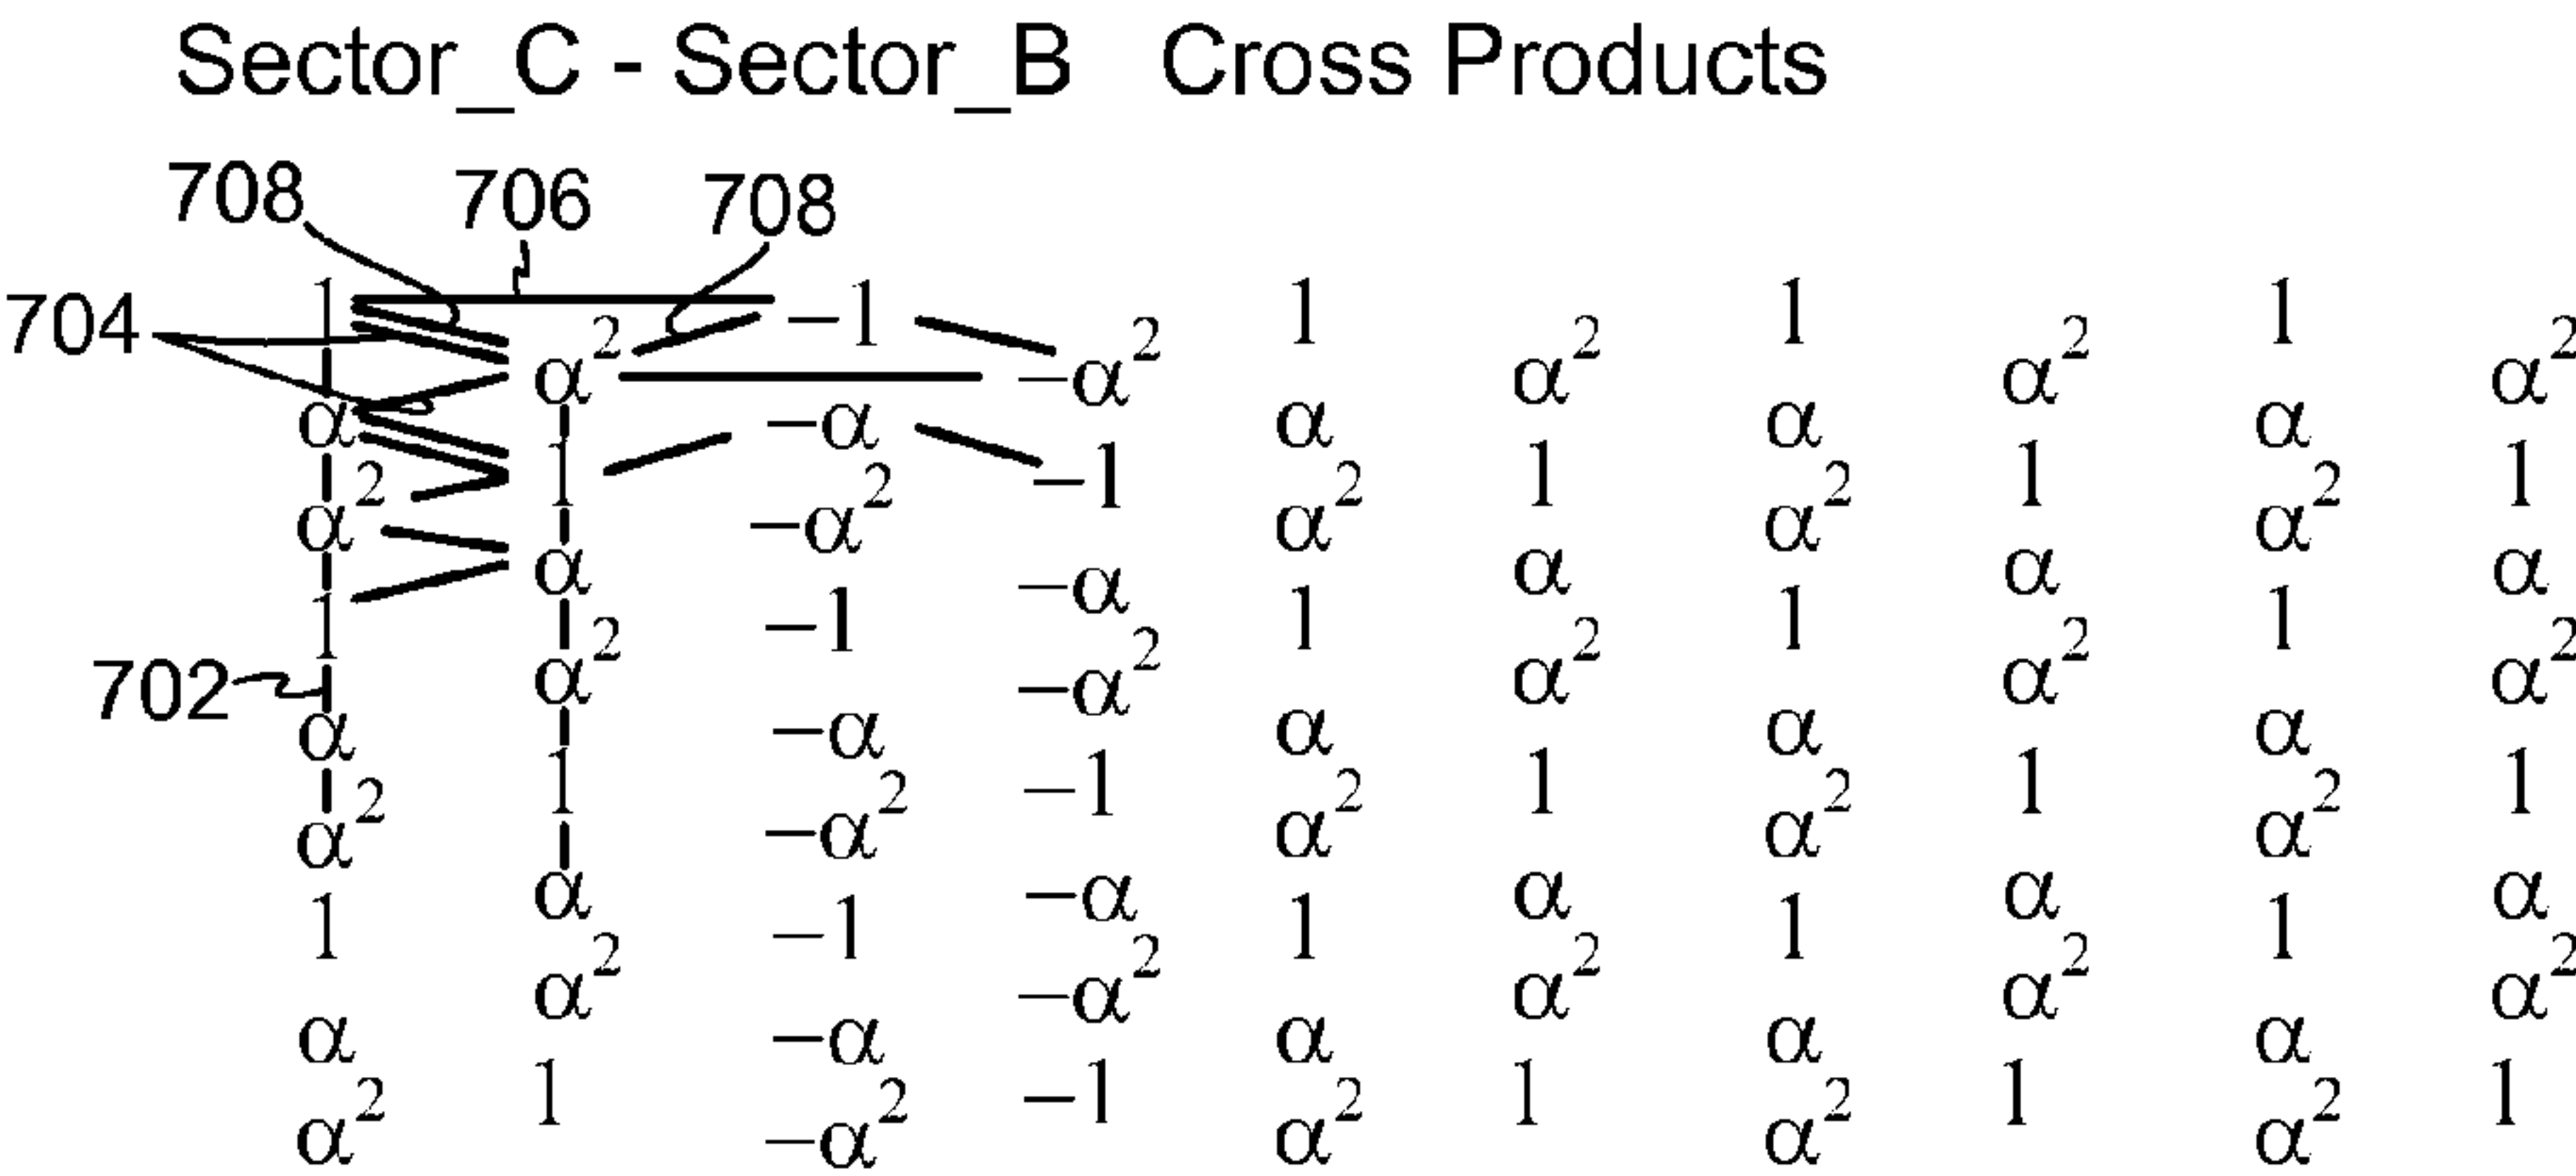 Sector_C - Sector_B Cross Products
708 706 708
1 −1 1 1 1
704 α² −α² α² α² α²
α −α α α α
1 −1 1 1 1
α² −α² α² α² α²
α −α α α α
1 −1 1 1 1
702 α² −α² α² α² α²
α −α α α α
1 −1 1 1 1
α² −α² α² α² α²
α −α α α α
1 −1 1 1 1
α² −α² α² α² α²
α −α α α α
1 −1 1 1 1
α² −α² α² α² α²